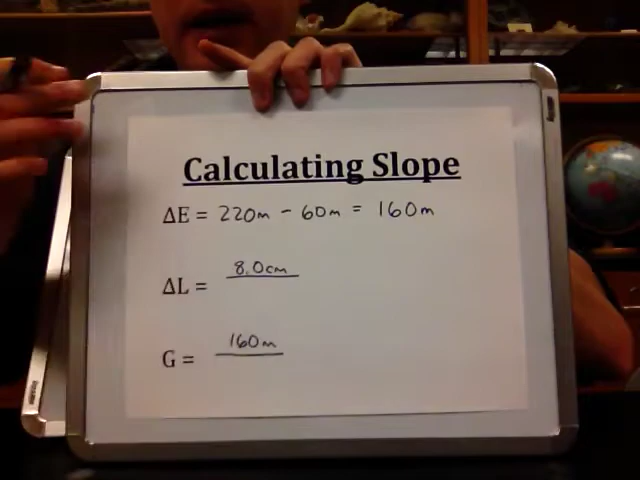 Calculating Slope
ΔE = 220m - 60m = 160m
8.0cm
ΔL =
160m
G =